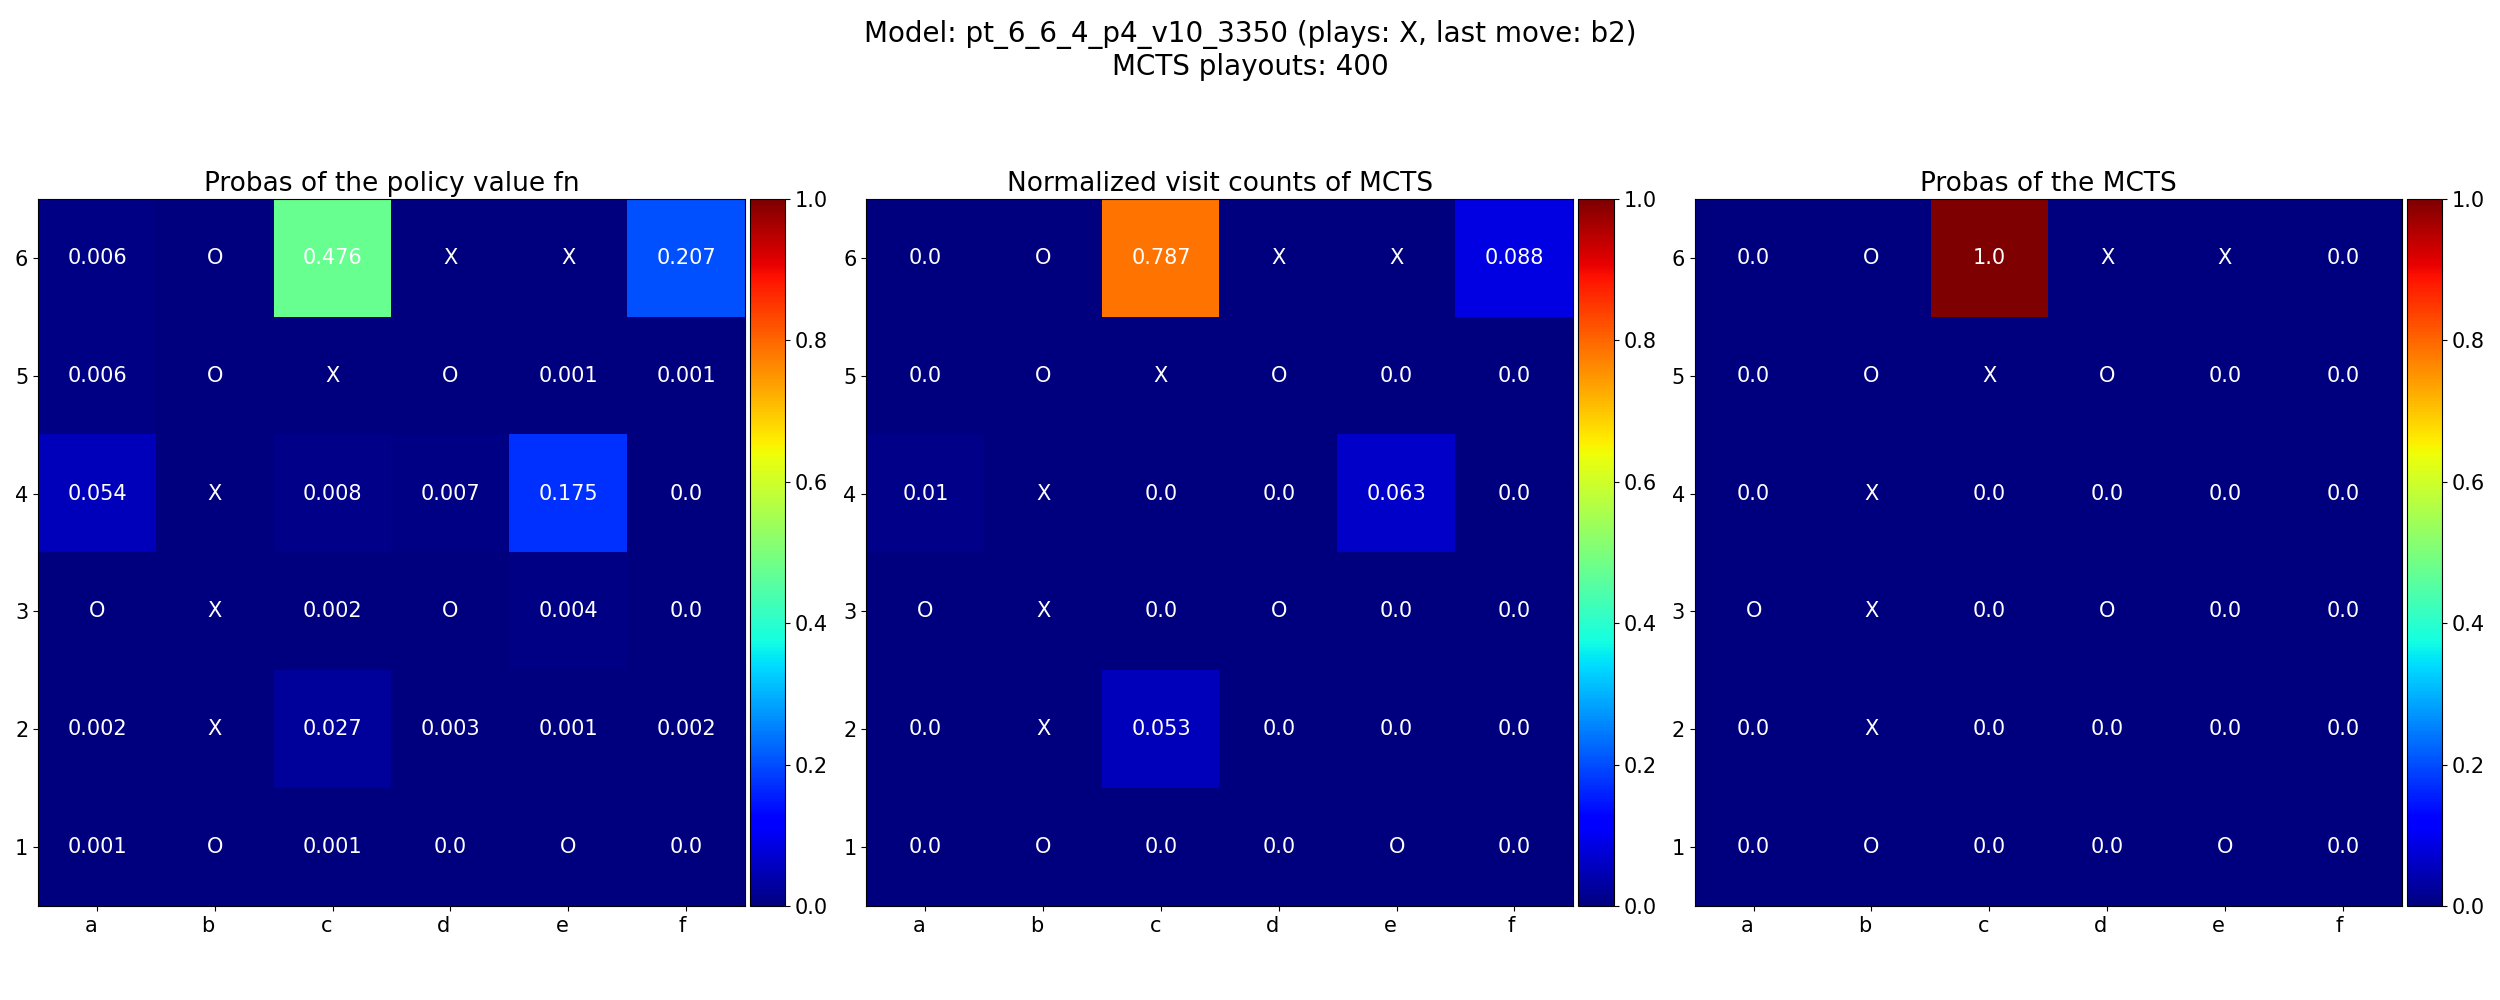 Model: pt_6_6_4_p4_v10_3350 (plays: X, last move: b2)
MCTS playouts: 400
Probas of the policy value fn
6 0.006 O 0.476 X X 0.207
5 0.006 O X O 0.001 0.001
4 0.054 X 0.008 0.007 0.175 0.0
3 O X 0.002 O 0.004 0.0
2 0.002 X 0.027 0.003 0.001 0.002
1 0.001 O 0.001 0.0 O 0.0
a b c d e f
1.0
0.8
0.6
0.4
0.2
0.0
Normalized visit counts of MCTS
6 0.0 O 0.787 X X 0.088
5 0.0 O X O 0.0 0.0
4 0.01 X 0.0 0.0 0.063 0.0
3 O X 0.0 O 0.0 0.0
2 0.0 X 0.053 0.0 0.0 0.0
1 0.0 O 0.0 0.0 O 0.0
a b c d e f
1.0
0.8
0.6
0.4
0.2
0.0
Probas of the MCTS
6 0.0 O 1.0 X X 0.0
5 0.0 O X O 0.0 0.0
4 0.0 X 0.0 0.0 0.0 0.0
3 O X 0.0 O 0.0 0.0
2 0.0 X 0.0 0.0 0.0 0.0
1 0.0 O 0.0 0.0 O 0.0
a b c d e f
1.0
0.8
0.6
0.4
0.2
0.0